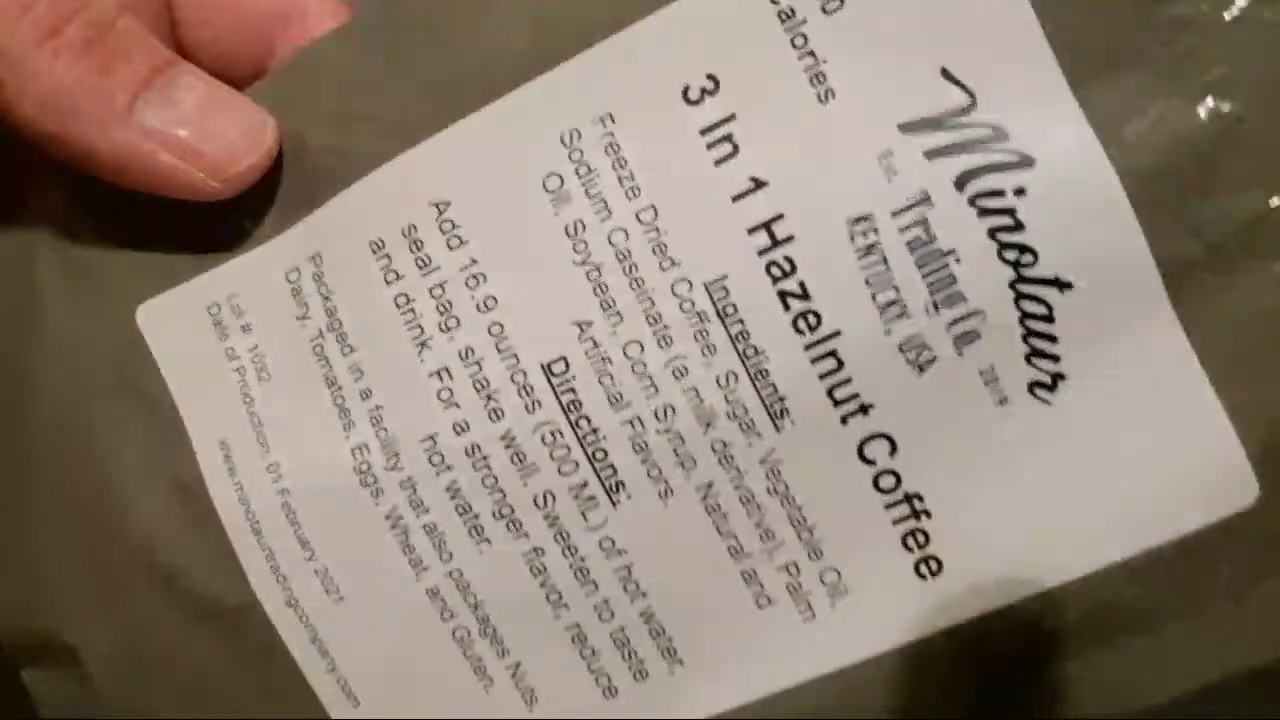 Minotaur
Est. Trading Co. 2019
KENTUCKY, USA
0
Calories
3 In 1 Hazelnut Coffee
Ingredients:
Freeze Dried Coffee, Sugar, Vegetable Oil,
Sodium Caseinate (a milk derivative), Palm
Oil, Soybean, Corn Syrup, Natural and
Artificial Flavors.
Directions:
Add 16.9 ounces (500 ML) of hot water,
seal bag, shake well. Sweeten to taste
and drink. For a stronger flavor, reduce
hot water.
Packaged in a facility that also packages Nuts,
Dairy, Tomatoes, Eggs, Wheat, and Gluten.
Lot #: 1092
Date of Production: 01 February 2021
www.minotaurtradingcompany.com